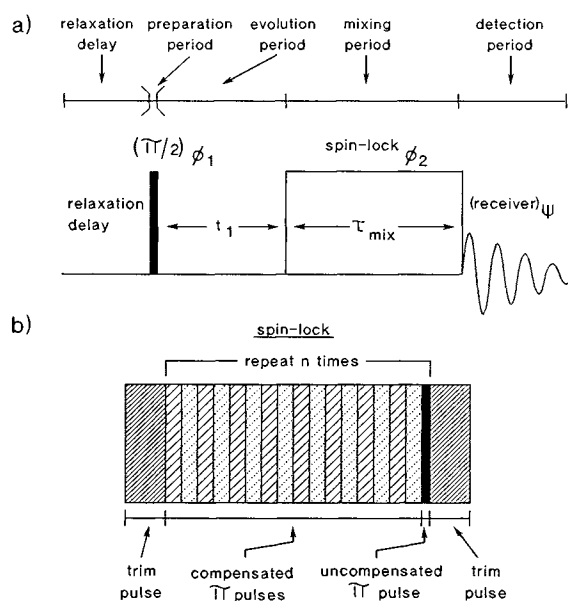 a)
relaxation delay
preparation period
evolution period
mixing period
detection period
(π/2) ϕ1
spin-lock ϕ2
relaxation delay
t1
τmix
(receiver)ψ
b)
spin-lock
repeat n times
trim pulse
compensated π pulses
uncompensated π pulse
trim pulse